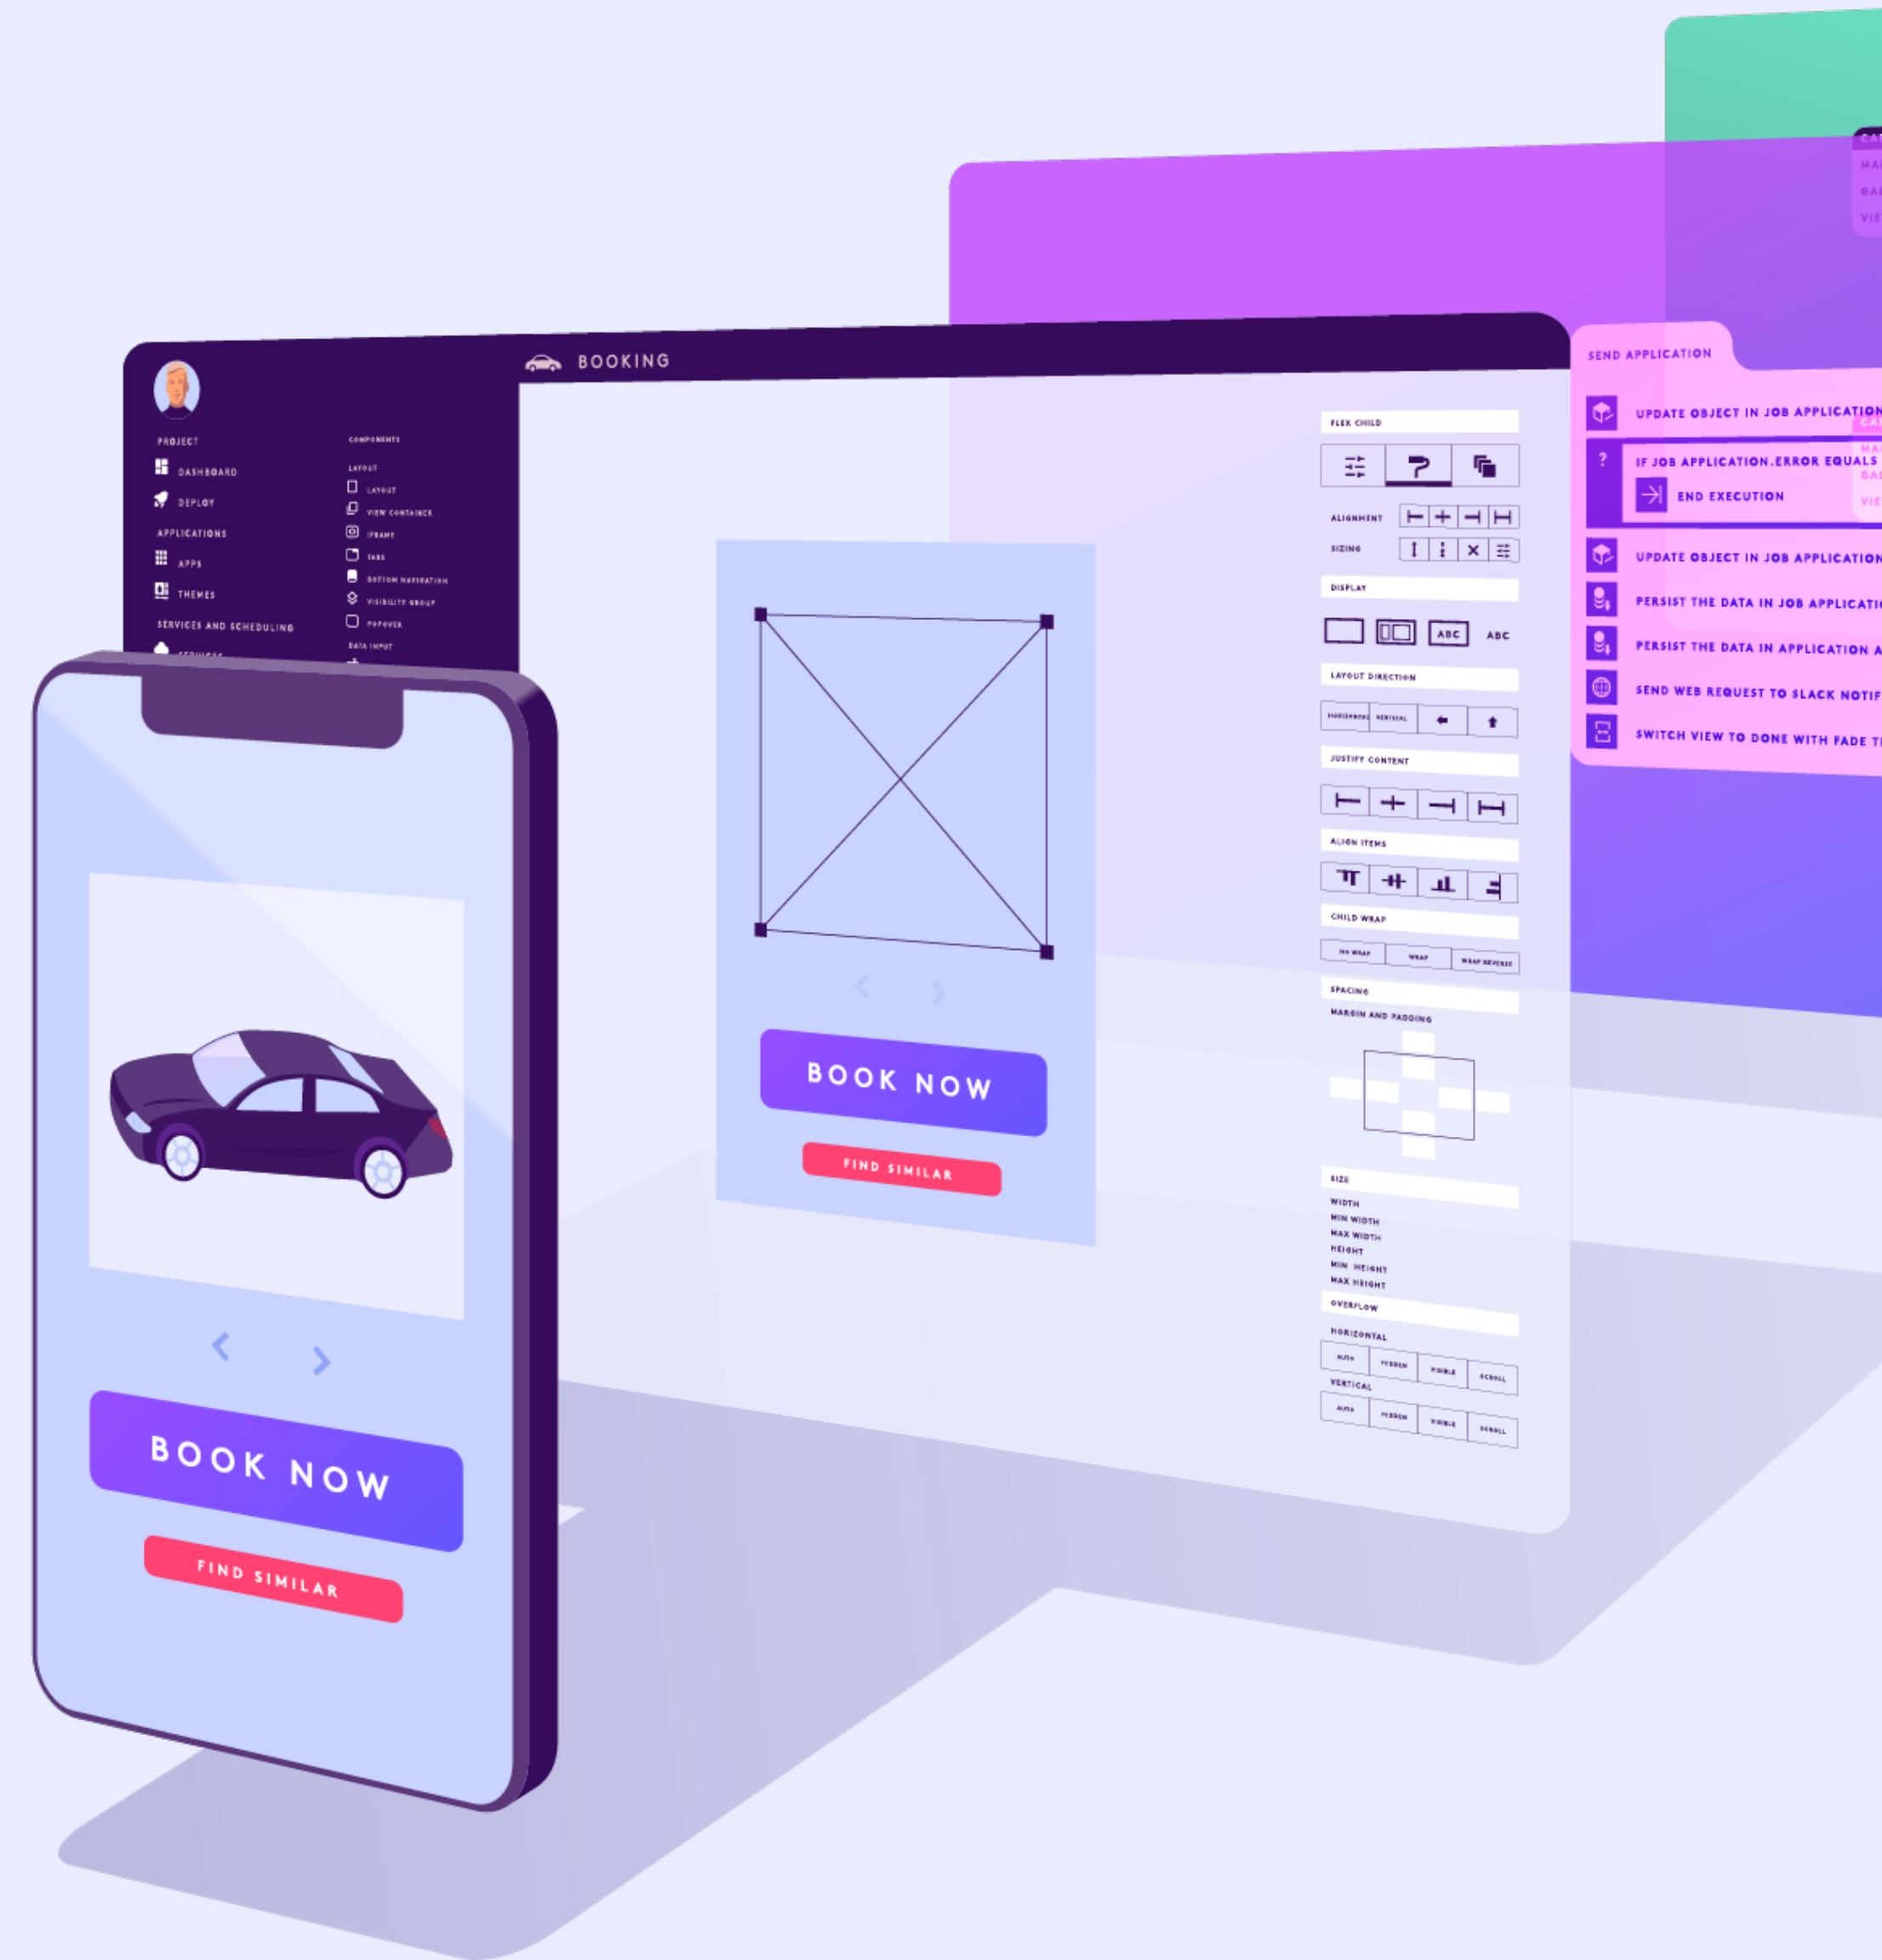 BOOKING
PROJECT
DASHBOARD
DEPLOY
APPLICATIONS
APPS
THEMES
SERVICES AND SCHEDULING
SERVICES
COMPONENTS
LAYOUT
LAYOUT
VIEW CONTAINER
IFRAME
TABS
BOTTOM NAVIGATION
VISIBILITY GROUP
POPOVER
DATA INPUT
BOOK NOW
FIND SIMILAR
BOOK NOW
FIND SIMILAR
FLEX CHILD
ALIGNMENT
SIZING
DISPLAY
ABC ABC
LAYOUT DIRECTION
HORIZONTAL VERTICAL
JUSTIFY CONTENT
ALIGN ITEMS
CHILD WRAP
NO WRAP WRAP WRAP REVERSE
SPACING
MARGIN AND PADDING
SIZE
WIDTH
MIN WIDTH
MAX WIDTH
HEIGHT
MIN HEIGHT
MAX HEIGHT
OVERFLOW
HORIZONTAL
AUTO HIDDEN VISIBLE SCROLL
VERTICAL
AUTO HIDDEN VISIBLE SCROLL
SEND APPLICATION
UPDATE OBJECT IN JOB APPLICATION
? IF JOB APPLICATION.ERROR EQUALS
END EXECUTION
UPDATE OBJECT IN JOB APPLICATION
PERSIST THE DATA IN JOB
PERSIST THE DATA IN APPLICATION A
SEND WEB REQUEST TO SLACK
SWITCH VIEW TO DONE WITH FADE